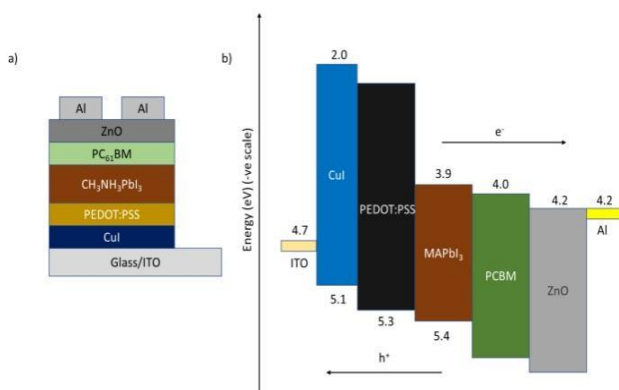 a)
Al Al
ZnO
PC61BM
CH3NH3PbI3
PEDOT:PSS
CuI
Glass/ITO
b)
Energy (eV) (-ve scale)
2.0
e-
3.9
4.0
4.2 4.2
4.7
ITO
CuI
PEDOT:PSS
MAPbI3
PCBM
ZnO
Al
5.1
5.3
5.4
h+